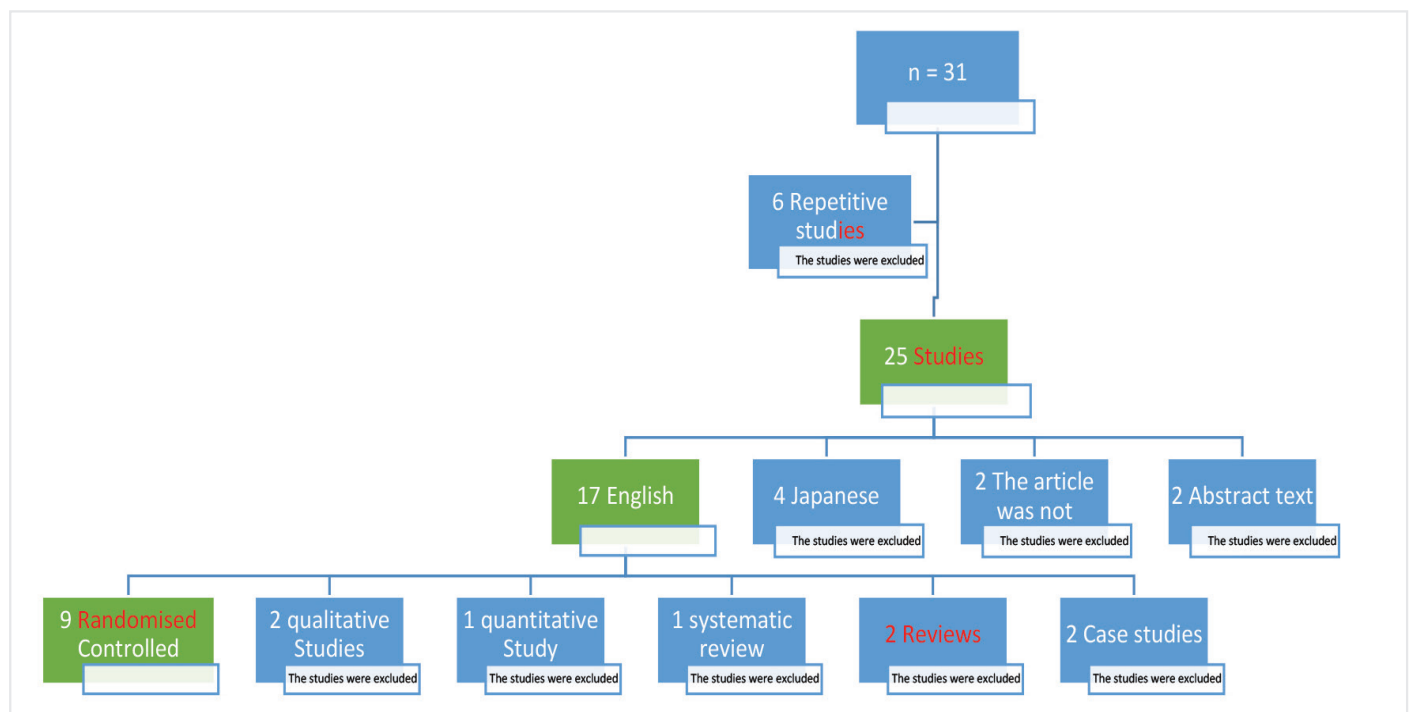 n = 31
6 Repetitive
studies
The studies were excluded
25 Studies
17 English
4 Japanese
The studies were excluded
2 The article
was not
The studies were excluded
2 Abstract text
The studies were excluded
9 Randomised
Controlled
2 qualitative
Studies
The studies were excluded
1 quantitative
Study
The studies were excluded
1 systematic
review
The studies were excluded
2 Reviews
The studies were excluded
2 Case studies
The studies were excluded